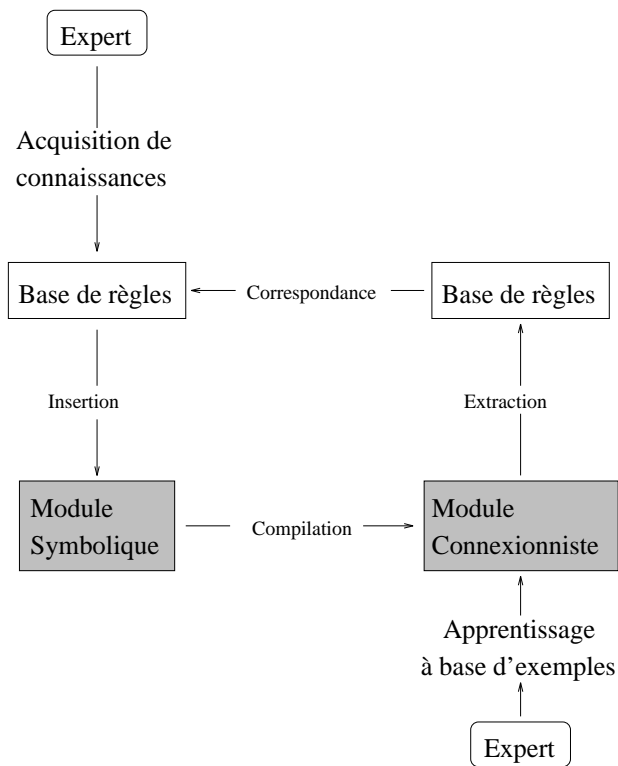 Expert
Acquisition de
connaissances
Base de règles
Correspondance
Base de règles
Insertion
Extraction
Module
Symbolique
Compilation
Module
Connexionniste
Apprentissage
à base d'exemples
Expert